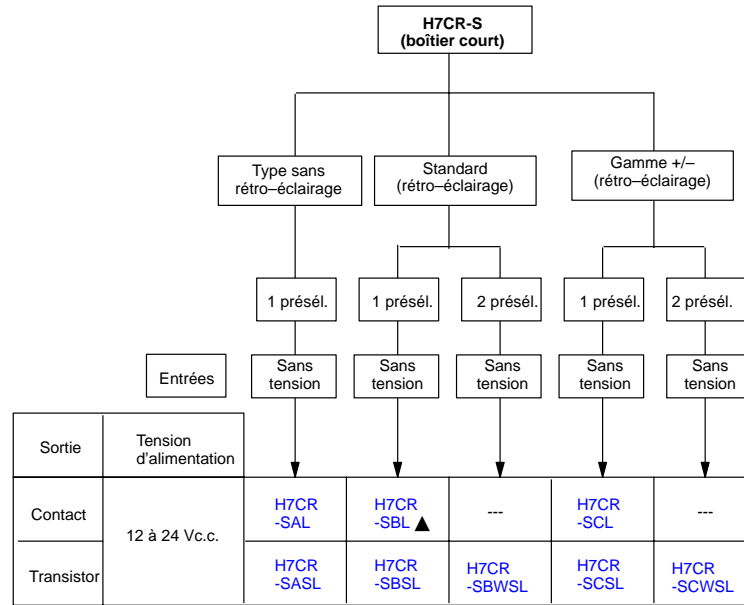 H7CR-S
(boîtier court)
Type sans
rétro–éclairage
Standard
(rétro–éclairage)
Gamme +/–
(rétro–éclairage)
1 présél.
1 présél.
2 présél.
1 présél.
2 présél.
Entrées
Sans
tension
Sans
tension
Sans
tension
Sans
tension
Sans
tension
Sortie
Tension
d'alimentation
Contact
12 à 24 Vc.c.
H7CR
-SAL
H7CR
-SBL ▲
---
H7CR
-SCL
---
Transistor
H7CR
-SASL
H7CR
-SBSL
H7CR
-SBWSL
H7CR
-SCSL
H7CR
-SCWSL